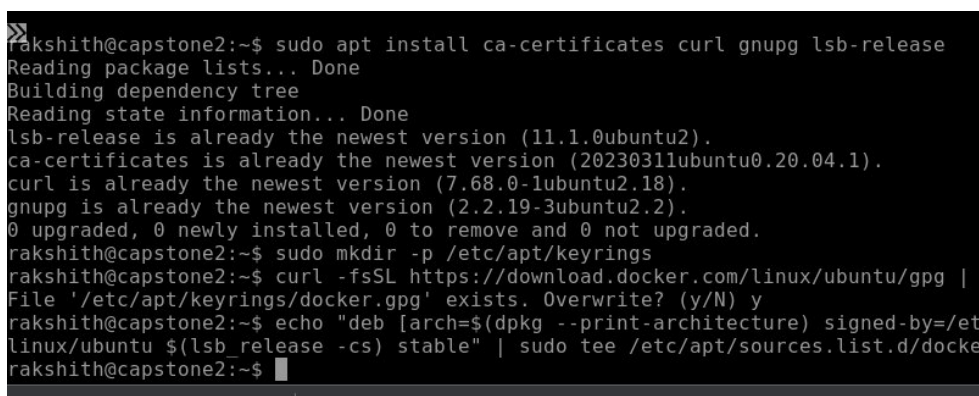 rakshith@capstone2:~$ sudo apt install ca-certificates curl gnupg lsb-release
Reading package lists... Done
Building dependency tree
Reading state information... Done
lsb-release is already the newest version (11.1.0ubuntu2).
ca-certificates is already the newest version (20230311ubuntu0.20.04.1).
curl is already the newest version (7.68.0-1ubuntu2.18).
gnupg is already the newest version (2.2.19-3ubuntu2.2).
0 upgraded, 0 newly installed, 0 to remove and 0 not upgraded.
rakshith@capstone2:~$ sudo mkdir -p /etc/apt/keyrings
rakshith@capstone2:~$ curl -fsSL https://download.docker.com/linux/ubuntu/gpg |
File '/etc/apt/keyrings/docker.gpg' exists. Overwrite? (y/N) y
rakshith@capstone2:~$ echo "deb [arch=$(dpkg --print-architecture) signed-by=/et
linux/ubuntu $(lsb_release -cs) stable" | sudo tee /etc/apt/sources.list.d/docke
rakshith@capstone2:~$